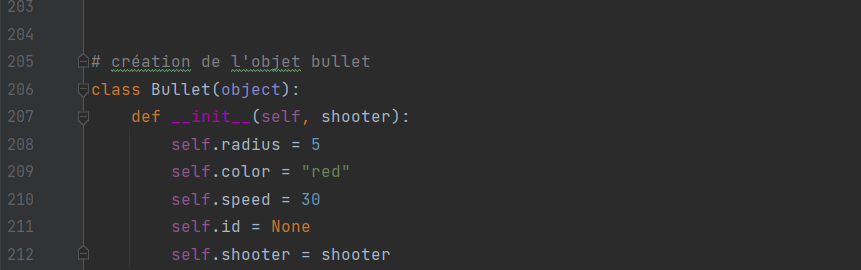 203
204
205 # création de l'objet bullet
206 class Bullet(object):
207 def __init__(self, shooter):
208 self.radius = 5
209 self.color = "red"
210 self.speed = 30
211 self.id = None
212 self.shooter = shooter